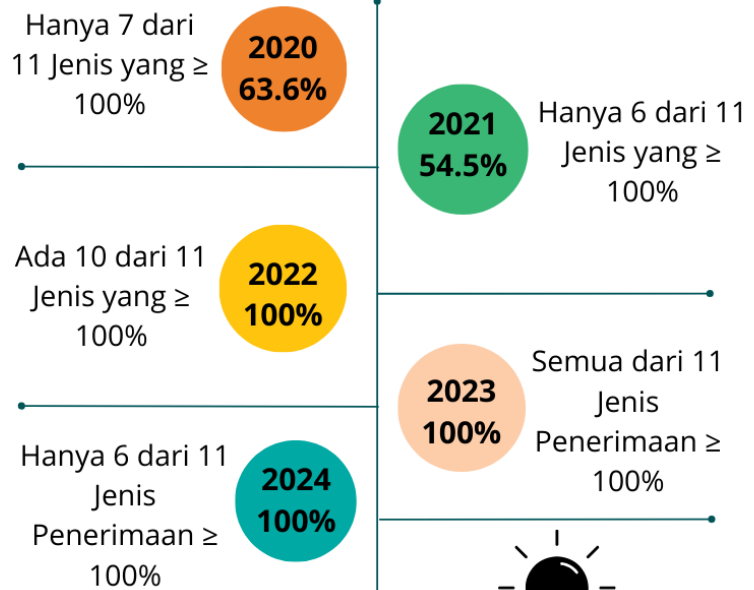 Hanya 7 dari
11 Jenis yang ≥
100%
2020
63.6%
2021
54.5%
Hanya 6 dari 11
Jenis yang ≥
100%
Ada 10 dari 11
Jenis yang ≥
100%
2022
100%
2023
100%
Semua dari 11
Jenis
Penerimaan ≥
100%
Hanya 6 dari 11
Jenis
Penerimaan ≥
100%
2024
100%